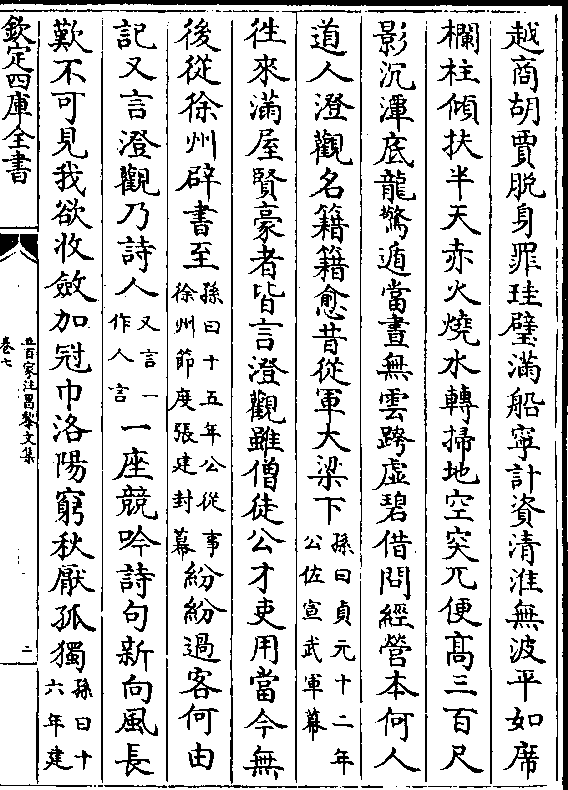 越商胡賈脱身罪珪璧滿船寧計資清淮無波平如席
欄柱傾扶半天赤火燒水轉掃地空突兀便髙三百尺
影沉潭底龍驚遁當晝無雲跨虚碧借問經營本何人
道人澄觀名籍籍愈昔從軍大梁下孫曰貞元十二年公佐宣武軍幕
徃來滿屋賢豪者皆言澄觀雖僧徒公才吏用當今無
後從徐州辟書至孫曰十五年公從事徐州節度張建封幕紛紛過客何由
記又言澄觀乃詩人又言一作人言一座競吟詩句新向風長
歎不可見我欲收斂加冠巾洛陽窮秋厭孤獨孫曰十六年建
欽定四庫全書
五百家注昌黎文集
卷七
二